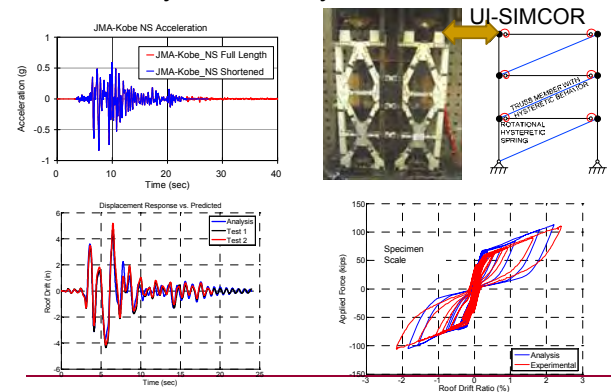 JMA-Kobe NS Acceleration
JMA-Kobe_NS Full Length
JMA-Kobe_NS Shortened
Acceleration (g)
1
0.5
0
-0.5
-1
0 10 20 30 40
Time (sec)
UI-SIMCOR
TRUSS MEMBER WITH
HYSTERETIC BEHAVIOR
ROTATIONAL
HYSTERETIC
SPRING
Displacement Response vs. Predicted
Analysis
Test 1
Test 2
Roof Drift (in)
6
4
2
0
-2
-4
-6
0 5 10 15 20 25
Time (sec)
Specimen
Scale
Applied Force (kips)
150
100
50
0
-50
-100
-150
Analysis
Experimental
-3 -2 -1 0 1 2 3
Roof Drift Ratio (%)